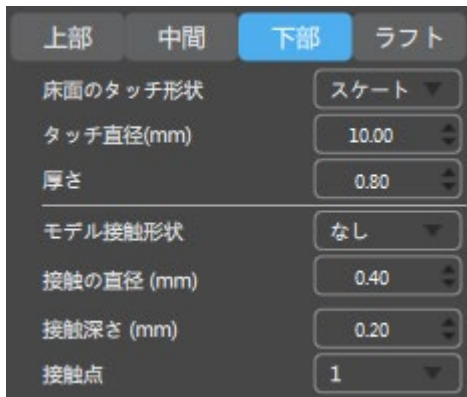 上部 中間 下部 ラフト
床面のタッチ形状 スケート
タッチ直径(mm) 10.00
厚さ 0.80
モデル接触形状 なし
接触の直径 (mm) 0.40
接触深さ (mm) 0.20
接触点 1